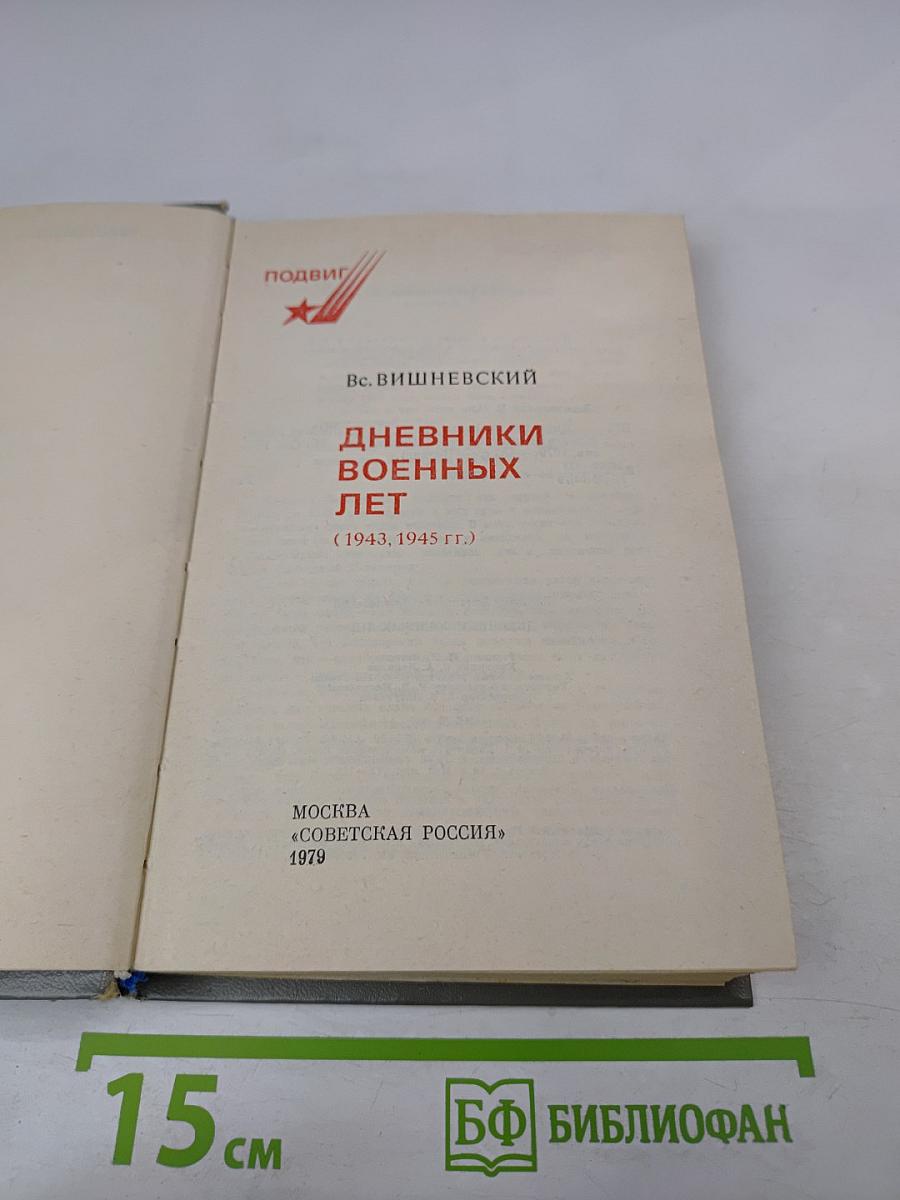 ПОДВИГ
Вс. ВИШНЕВСКИЙ
ДНЕВНИКИ
ВОЕННЫХ
ЛЕТ
(1943, 1945 гг.)
МОСКВА
«СОВЕТСКАЯ РОССИЯ»
1979
15 см
БФ БИБЛИОФАН